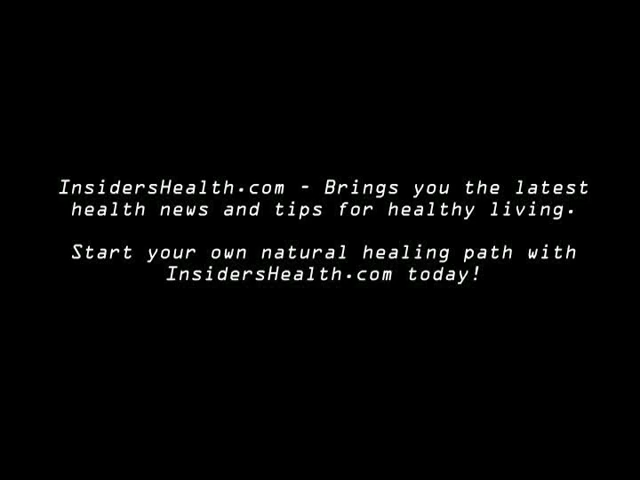 InsidersHealth.com - Brings you the latest
health news and tips for healthy living.
Start your own natural healing path with
InsidersHealth.com today!